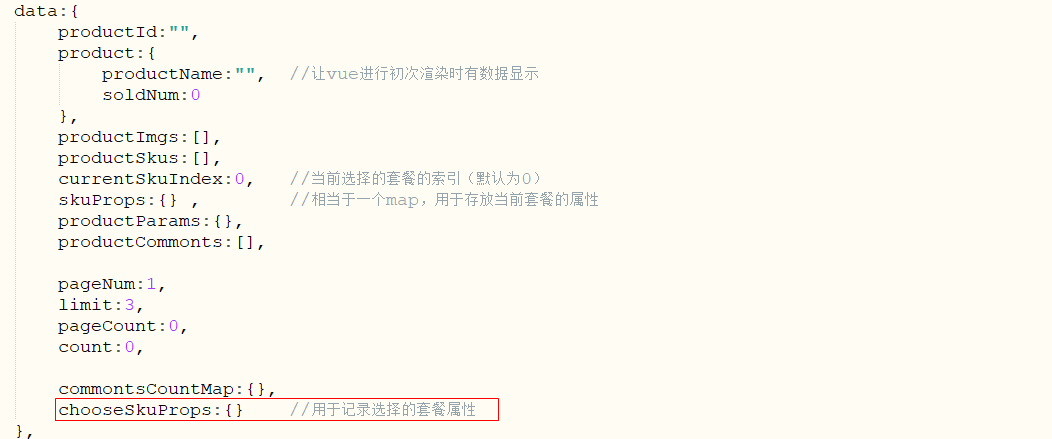 data:{
productId:"",
product:{
productName:"", //让vue进行初次渲染时有数据显示
soldNum:0
},
productImgs:[],
productSkus:[],
currentSkuIndex:0, //当前选择的套餐的索引（默认为0）
skuProps:{} , //相当于一个map，用于存放当前套餐的属性
productParams:{},
productCommonts:[],
pageNum:1,
limit:3,
pageCount:0,
count:0,
commontsCountMap:{},
chooseSkuProps:{} //用于记录选择的套餐属性
},